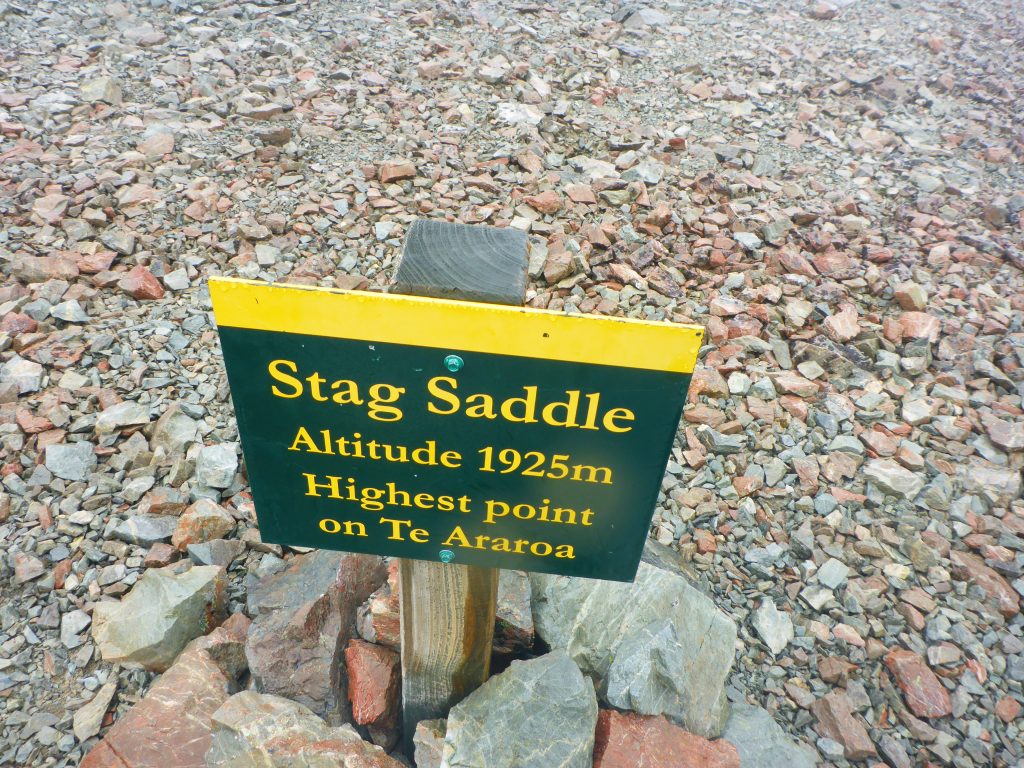 Stag Saddle
Altitude 1925m
Highest point
on Te Araroa